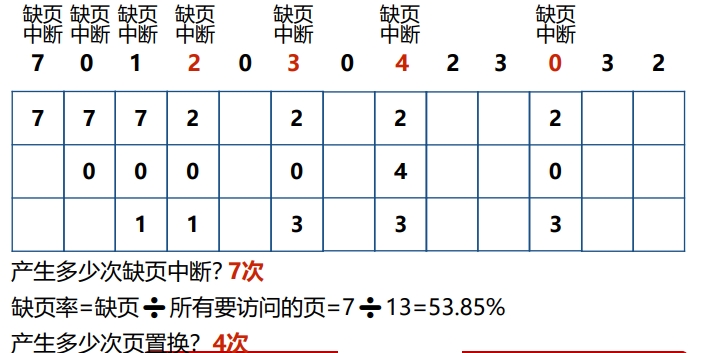 缺页 缺页 缺页 缺页 缺页 缺页 缺页
中断 中断 中断 中断 中断 中断 中断
7 0 1 2 0 3 0 4 2 3 0 3 2
7 7 7 2 2 2 2
0 0 0 0 4 0
1 1 3 3 3
产生多少次缺页中断? 7次
缺页率=缺页÷所有要访问的页=7÷13=53.85%
产生多少次页置换? 4次